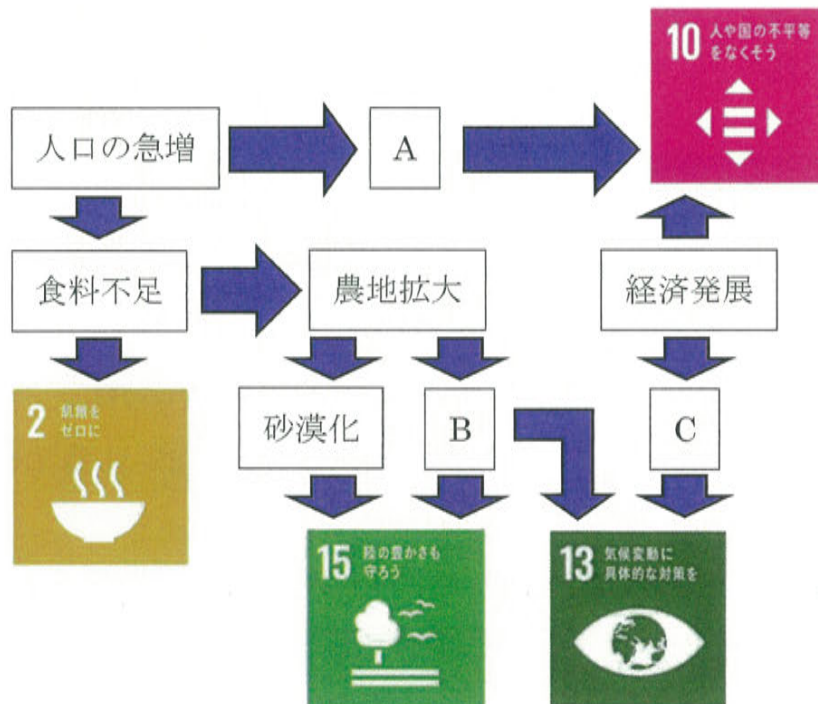 10 人や国の不平等
をなくそう
人口の急増
A
食料不足
農地拡大
経済発展
2 飢餓を
ゼロに
砂漠化
B
C
15 陸の豊かさも
守ろう
13 気候変動に
具体的な対策を